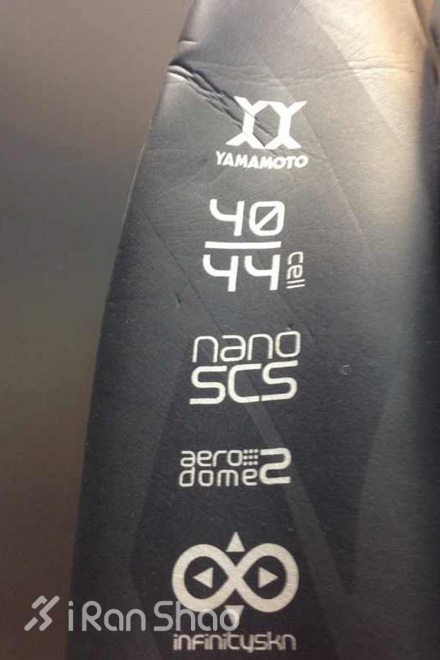 YAMAMOTO
40
44 cell
nano
SCS
aero
dome2
iRanShao
infinityskn